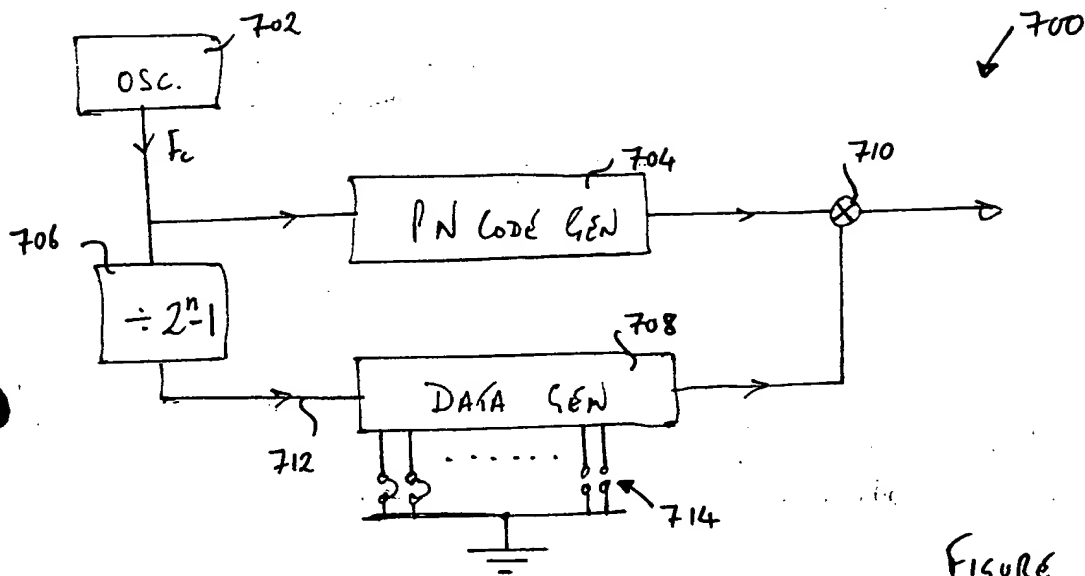 702
700
OSC.
Fc
704
710
PN CODE GEN
706
÷ 2ⁿ-1
708
DATA GEN
712
714
FIGURE